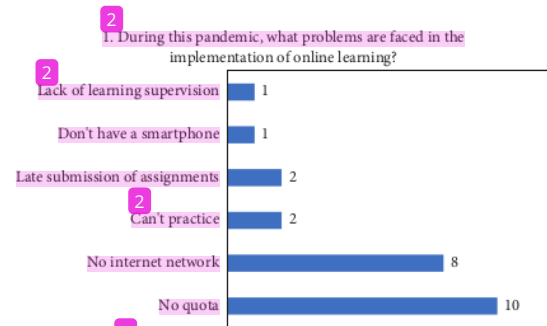 2
1. During this pandemic, what problems are faced in the
implementation of online learning?
2
Lack of learning supervision 1
Don't have a smartphone 1
Late submission of assignments 2
2
Can't practice 2
No internet network 8
No quota 10